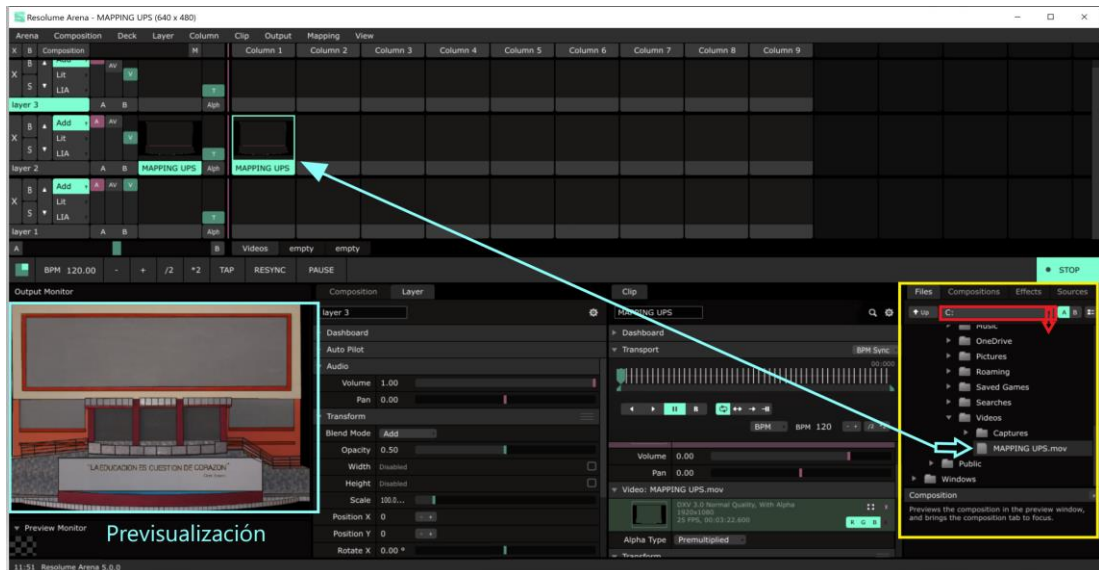 Resolume Arena - MAPPING UPS (640 x 480)
Arena Composition Deck Layer Column Clip Output Mapping View
X B Composition M Column 1 Column 2 Column 3 Column 4 Column 5 Column 6 Column 7 Column 8 Column 9
B Add AV
X Lit V
S LIA T
layer 3 A B Alph
B Add A AV
X Lit V
S LIA T
layer 2 A B MAPPING UPS Alph MAPPING UPS
B Add A AV V
X Lit
S LIA T
layer 1 A B Alph
A B Videos empty empty
BPM 120.00 - + /2 *2 TAP RESYNC PAUSE STOP
Output Monitor
"LA EDUCACIÓN ES CUESTION DE CORAZON"
Preview Monitor
Previsualización
Composition Layer
layer 3
Dashboard
Auto Pilot
Audio
Volume 1.00
Pan 0.00
Transform
Blend Mode Add
Opacity 0.50
Width Disabled
Height Disabled
Scale 100.0...
Position X 0
Position Y 0
Rotate X 0.00 °
Clip
MAPPING UPS
Dashboard
Transport BPM Sync
00:000
BPM BPM 120 /2 *2
Volume 0.00
Pan 0.00
Video: MAPPING UPS.mov
DXV 3.0 Normal Quality, With Alpha
1920x1080
25 FPS, 00:03:22.600
R G B
Alpha Type Premultiplied
Transform
Files Compositions Effects Sources
Up C: A B
Music
OneDrive
Pictures
Roaming
Saved Games
Searches
Videos
Captures
MAPPING UPS.mov
Public
Windows
Composition
Previews the composition in the preview window,
and brings the composition tab to focus.
11:51 Resolume Arena 5.0.0